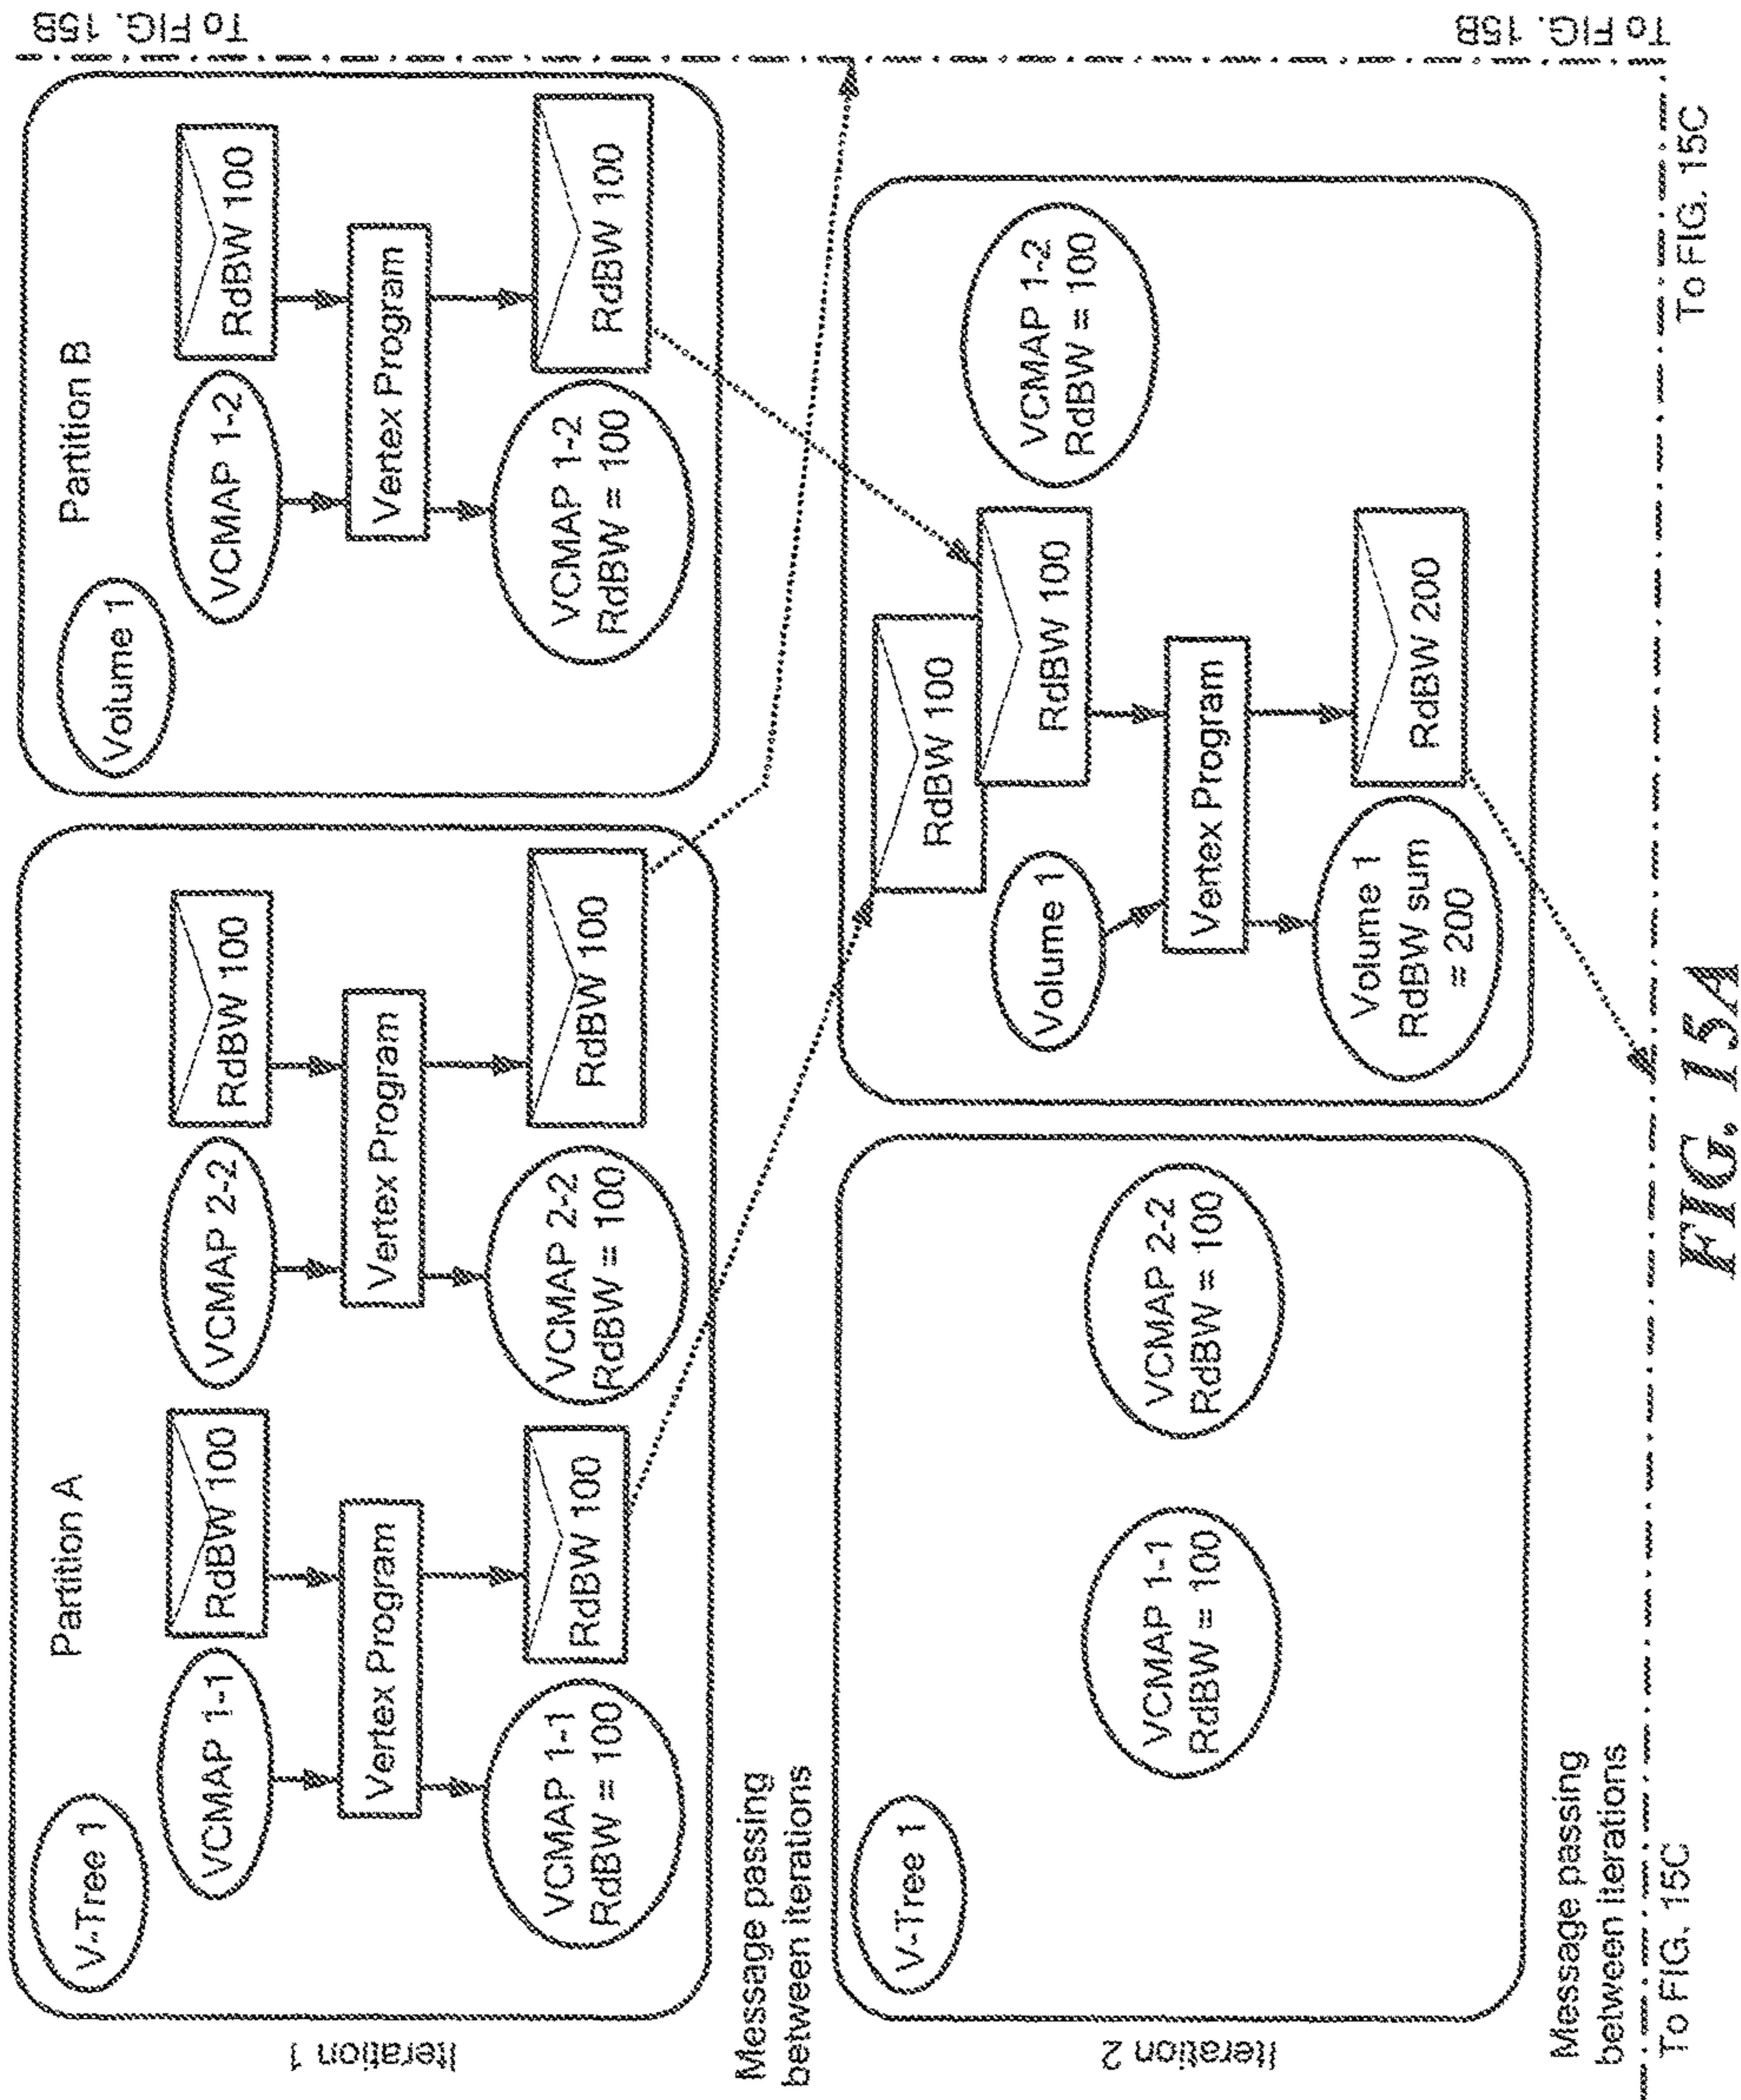 Partition A
Partition B
To FIG. 15B
Iteration 1
V-Tree 1
VCMAP 1-1
RdBW 100
VCMAP 2-2
RdBW 100
Volume 1
VCMAP 1-2
RdBW 100
Vertex Program
Vertex Program
Vertex Program
VCMAP 1-1
RdBW = 100
RdBW 100
VCMAP 2-2
RdBW = 100
RdBW 100
VCMAP 1-2
RdBW = 100
RdBW 100
Message passing
between iterations
Iteration 2
V-Tree 1
VCMAP 1-1
RdBW = 100
VCMAP 2-2
RdBW = 100
RdBW 100
Volume 1
RdBW 100
VCMAP 1-2
RdBW = 100
Vertex Program
Volume 1
RdBW sum
= 200
RdBW 200
Message passing
between iterations
To FIG. 15B
To FIG. 15C
To FIG. 15C
FIG. 15A